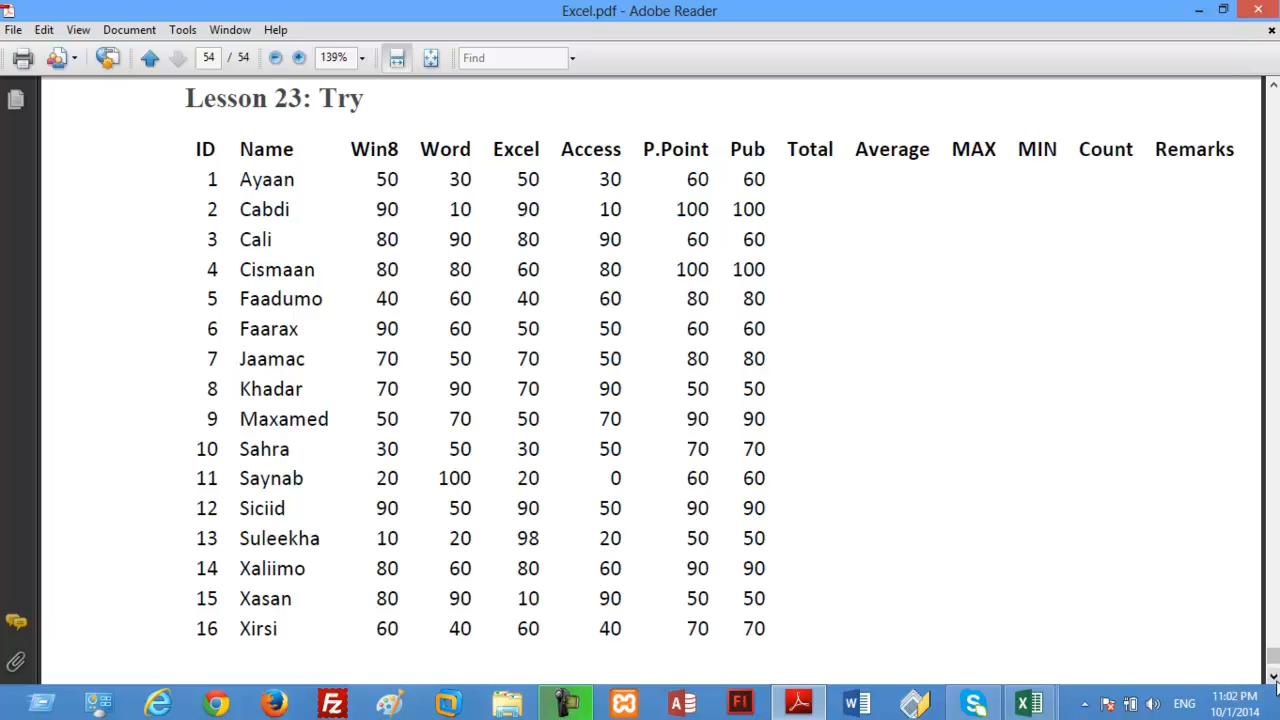 Excel.pdf - Adobe Reader
File Edit View Document Tools Window Help
54 / 54 139% Find
Lesson 23: Try
ID Name Win8 Word Excel Access P.Point Pub Total Average MAX MIN Count Remarks
1 Ayaan 50 30 50 30 60 60
2 Cabdi 90 10 90 10 100 100
3 Cali 80 90 80 90 60 60
4 Cismaan 80 80 60 80 100 100
5 Faadumo 40 60 40 60 80 80
6 Faarax 90 60 50 50 60 60
7 Jaamac 70 50 70 50 80 80
8 Khadar 70 90 70 90 50 50
9 Maxamed 50 70 50 70 90 90
10 Sahra 30 50 30 50 70 70
11 Saynab 20 100 20 0 60 60
12 Siciid 90 50 90 50 90 90
13 Suleekha 10 20 98 20 50 50
14 Xaliimo 80 60 80 60 90 90
15 Xasan 80 90 10 90 50 50
16 Xirsi 60 40 60 40 70 70
ENG 11:02 PM
10/1/2014